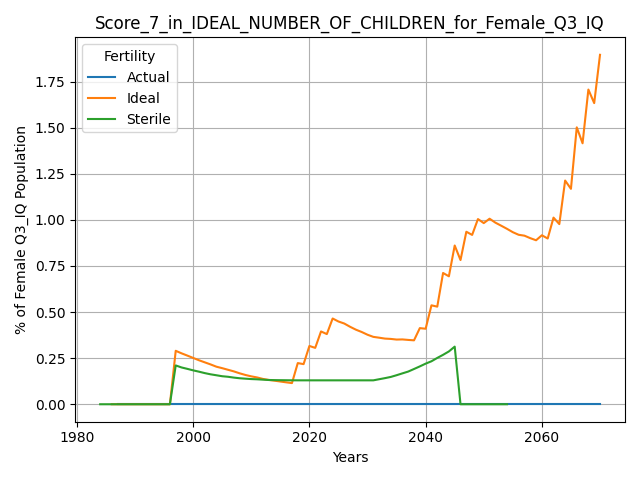 Score_7_in_IDEAL_NUMBER_OF_CHILDREN_for_Female_Q3_IQ
Fertility
Actual
Ideal
Sterile
% of Female Q3_IQ Population
1.75
1.50
1.25
1.00
0.75
0.50
0.25
0.00
1980 2000 2020 2040 2060
Years